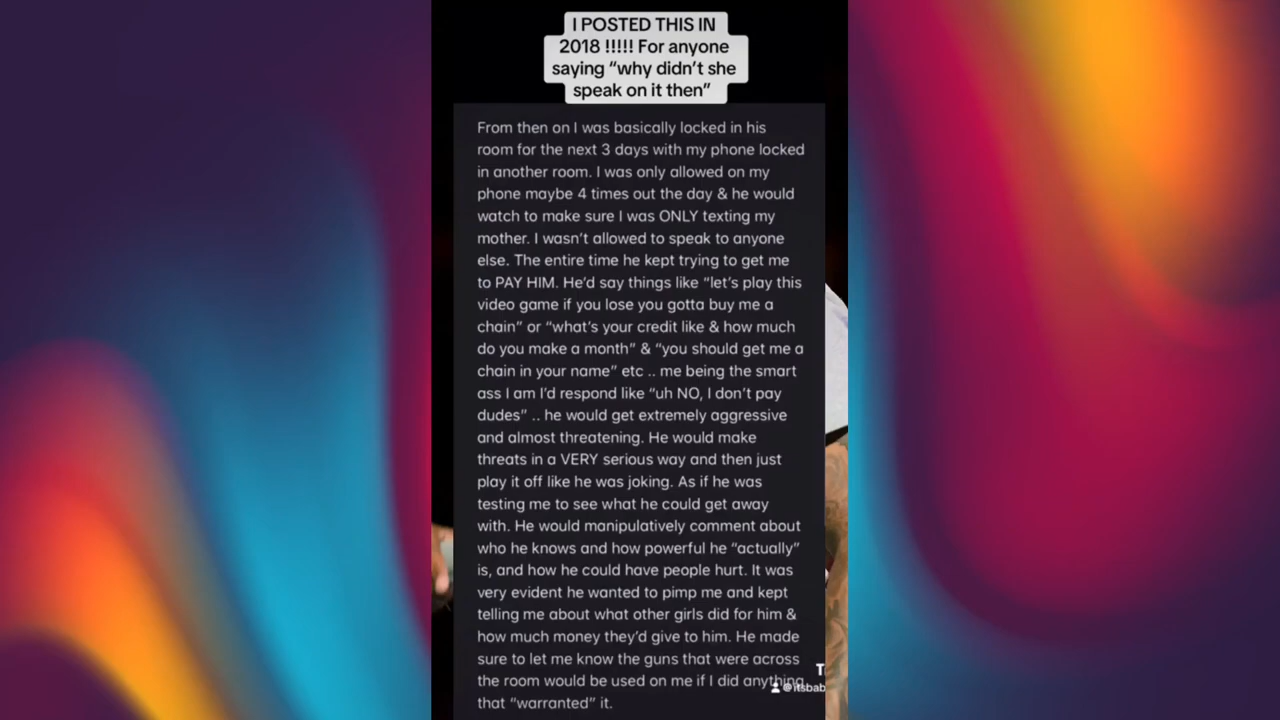 I POSTED THIS IN
2018 !!!!! For anyone
saying “why didn’t she
speak on it then”
From then on I was basically locked in his
room for the next 3 days with my phone locked
in another room. I was only allowed on my
phone maybe 4 times out the day & he would
watch to make sure I was ONLY texting my
mother. I wasn’t allowed to speak to anyone
else. The entire time he kept trying to get me
to PAY HIM. He’d say things like “let’s play this
video game if you lose you gotta buy me a
chain” or “what’s your credit like & how much
do you make a month” & “you should get me a
chain in your name” etc .. me being the smart
ass I am I’d respond like “uh NO, I don’t pay
dudes” .. he would get extremely aggressive
and almost threatening. He would make
threats in a VERY serious way and then just
play it off like he was joking. As if he was
testing me to see what he could get away
with. He would manipulatively comment about
who he knows and how powerful he “actually”
is, and how he could have people hurt. It was
very evident he wanted to pimp me and kept
telling me about what other girls did for him &
how much money they’d give to him. He made
sure to let me know the guns that were across
the room would be used on me if I did anything
that “warranted” it.